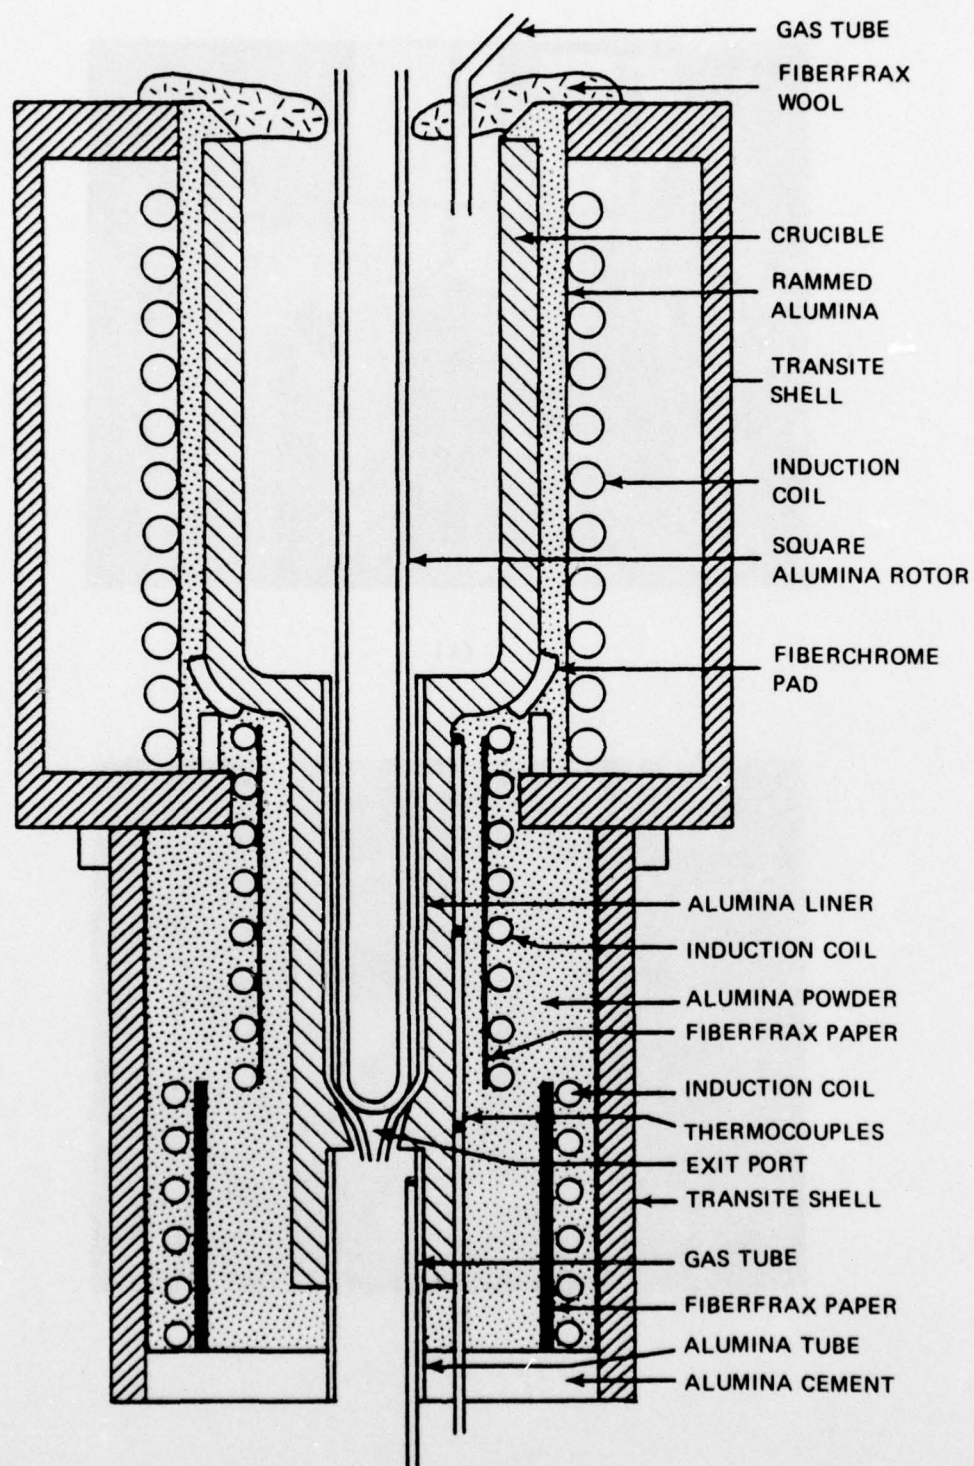 GAS TUBE
FIBERFRAX
WOOL
CRUCIBLE
RAMMED
ALUMINA
TRANSITE
SHELL
INDUCTION
COIL
SQUARE
ALUMINA ROTOR
FIBERCHROME
PAD
ALUMINA LINER
INDUCTION COIL
ALUMINA POWDER
FIBERFRAX PAPER
INDUCTION COIL
THERMOCOUPLES
EXIT PORT
TRANSITE SHELL
GAS TUBE
FIBERFRAX PAPER
ALUMINA TUBE
ALUMINA CEMENT